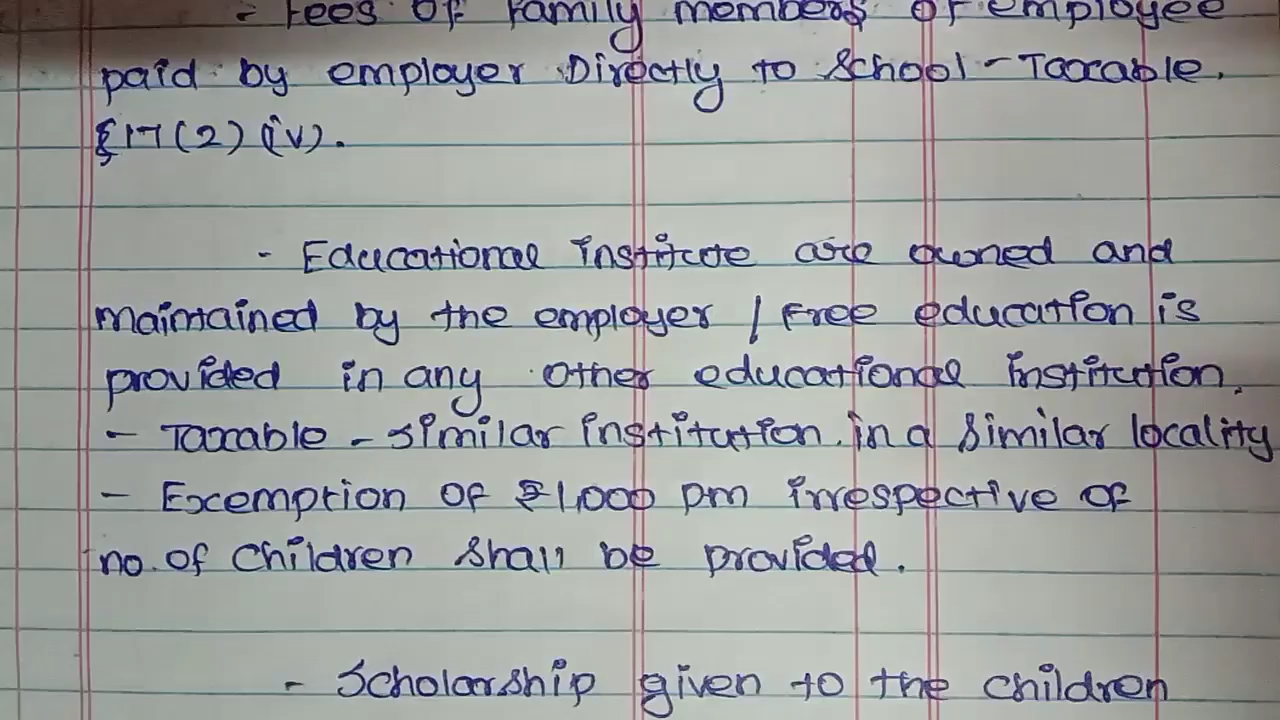 - Fees of family members of employee
paid by employer Directly to School - Taxable.
§17(2)(iv).
- Educational institute are owned and
maintained by the employer / Free education is
provided in any other educational institution.
- Taxable - similar institution in a similar locality
- Exemption of ₹1,000 pm irrespective of
no. of children shall be provided.
- Scholarship given to the children